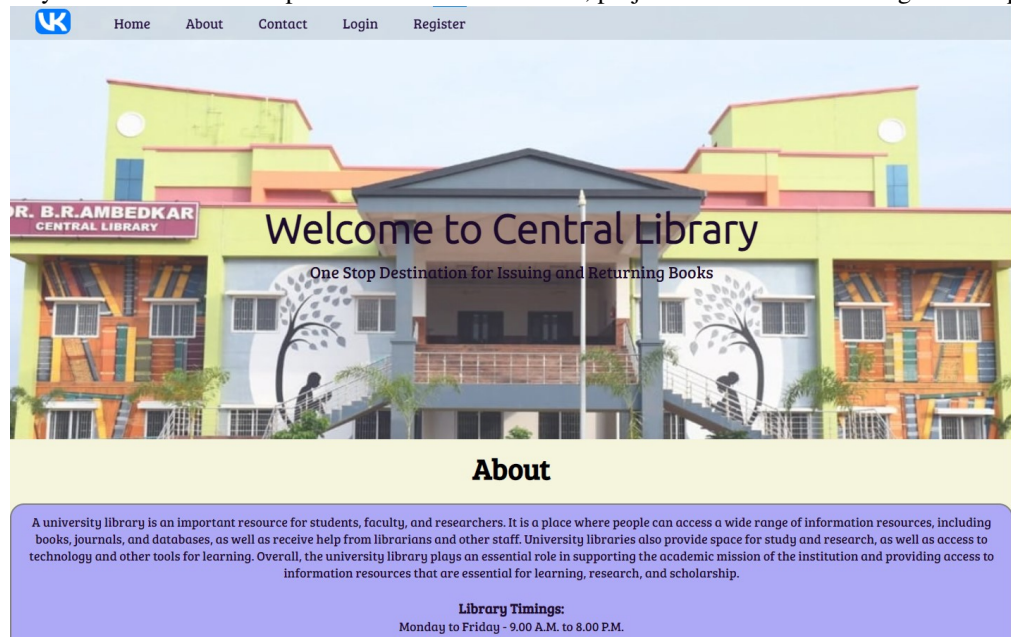 VK
Home About Contact Login Register
DR. B.R.AMBEDKAR
CENTRAL LIBRARY
Welcome to Central Library
One Stop Destination for Issuing and Returning Books
About
A university library is an important resource for students, faculty, and researchers. It is a place where people can access a wide range of information resources, including
books, journals, and databases, as well as receive help from librarians and other staff. University libraries also provide space for study and research, as well as access to
technology and other tools for learning. Overall, the university library plays an essential role in supporting the academic mission of the institution and providing access to
information resources that are essential for learning, research, and scholarship.
Library Timings:
Monday to Friday - 9.00 A.M. to 8.00 P.M.